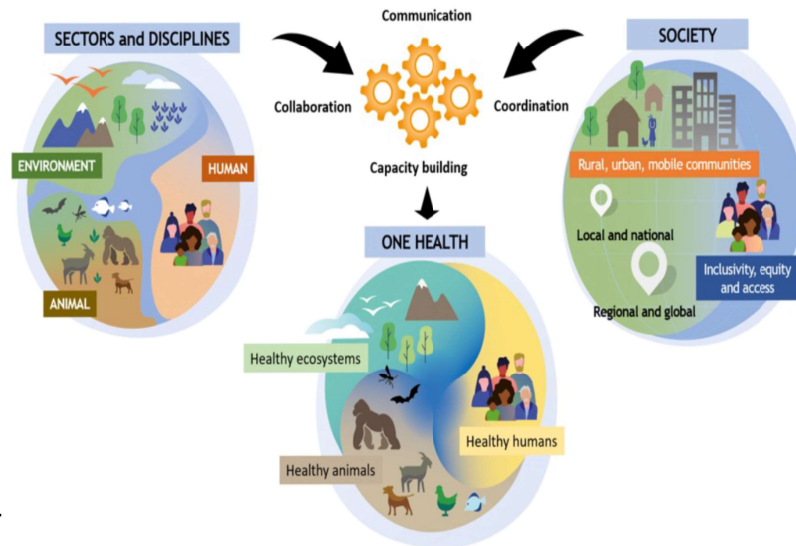 Communication
SECTORS and DISCIPLINES
SOCIETY
Collaboration
Coordination
ENVIRONMENT
HUMAN
Rural, urban, mobile communities
Capacity building
Local and national
ONE HEALTH
Inclusivity, equity
and access
ANIMAL
Regional and global
Healthy ecosystems
Healthy humans
Healthy animals